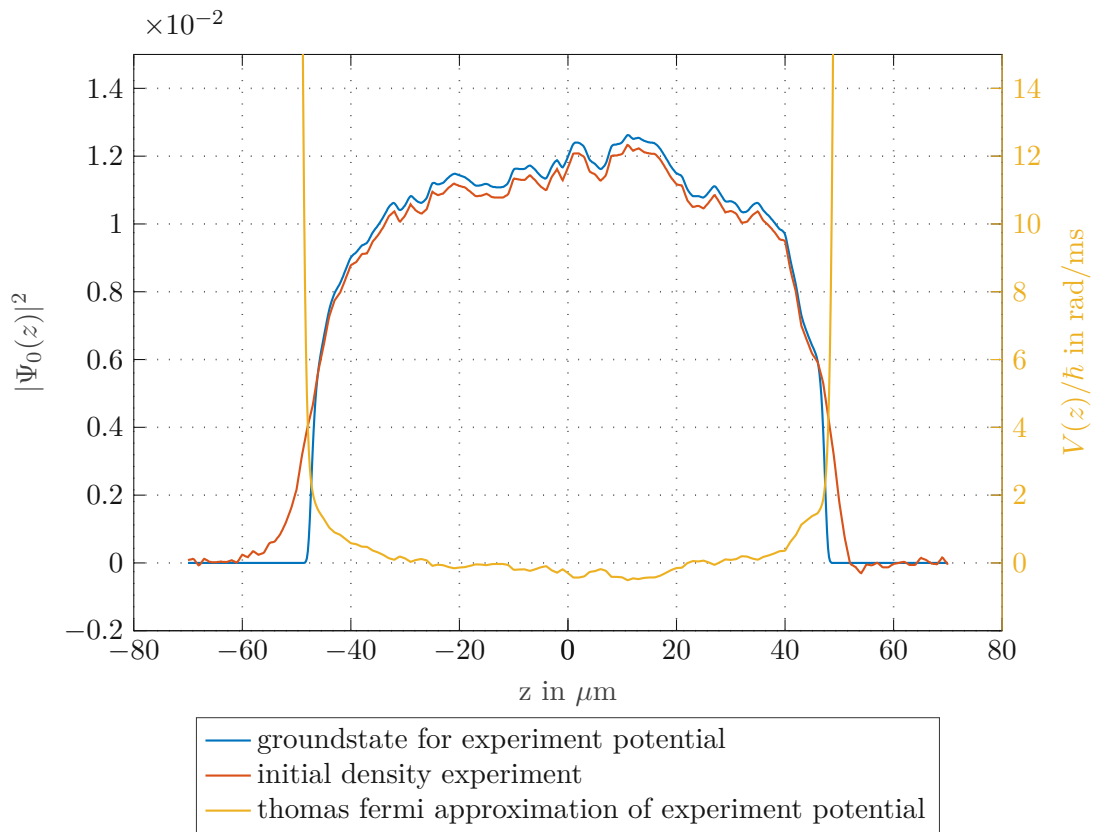 ×10⁻²
1.4
1.2
1
0.8
0.6
0.4
0.2
0
−0.2
|Ψ₀(z)|²
14
12
10
8
6
4
2
0
V(z)/ħ in rad/ms
−80 −60 −40 −20 0 20 40 60 80
z in μm
groundstate for experiment potential
initial density experiment
thomas fermi approximation of experiment potential